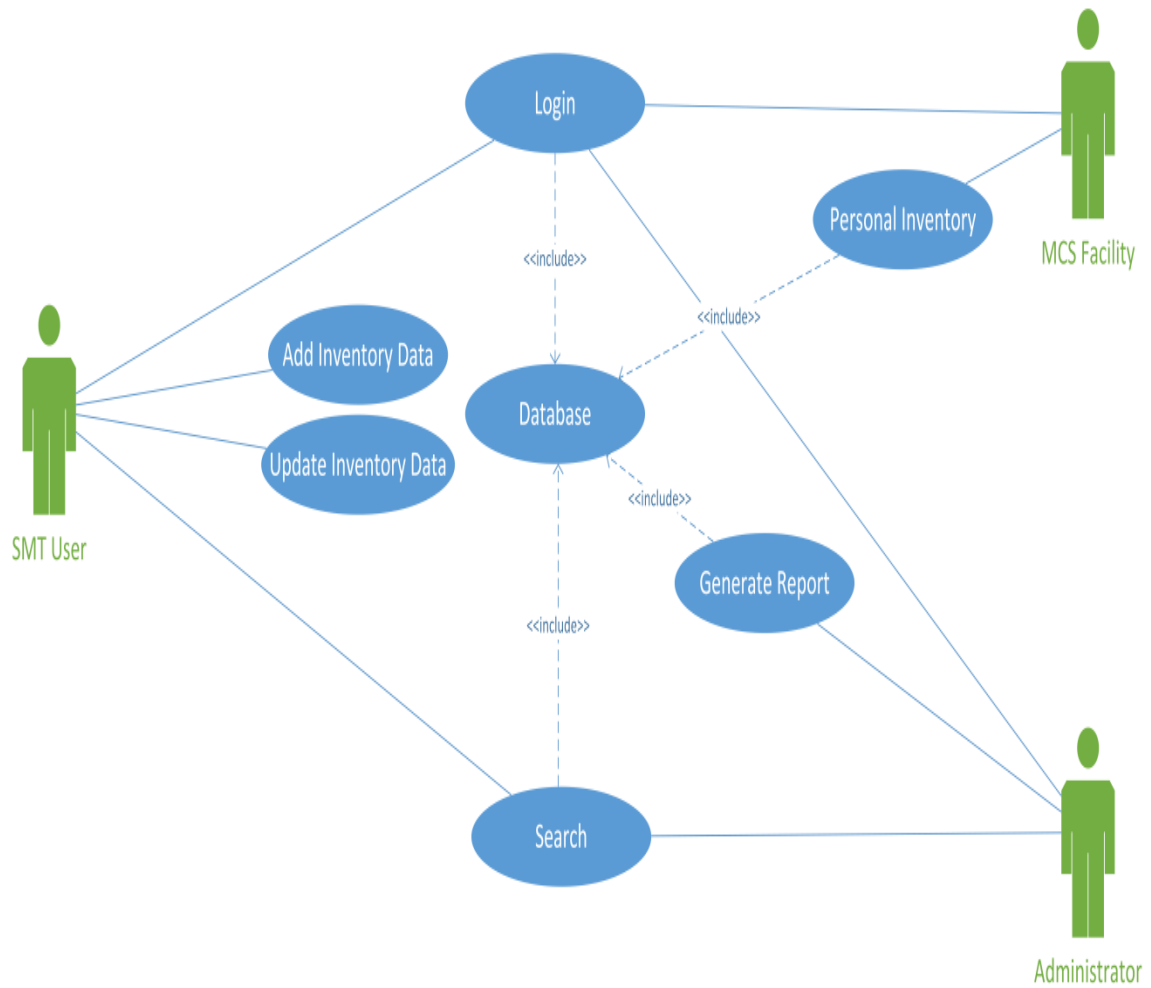 Login
Personal Inventory
MCS Facility
<<include>>
<<include>>
Add Inventory Data
Database
Update Inventory Data
<<include>>
SMT User
Generate Report
<<include>>
Search
Administrator